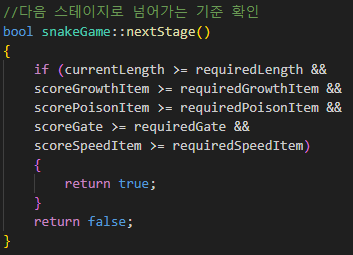 //다음 스테이지로 넘어가는 기준 확인
bool snakeGame::nextStage()
{
    if (currentLength >= requiredLength &&
    scoreGrowthItem >= requiredGrowthItem &&
    scorePoisonItem >= requiredPoisonItem &&
    scoreGate >= requiredGate &&
    scoreSpeedItem >= requiredSpeedItem)
    {
        return true;
    }
    return false;
}